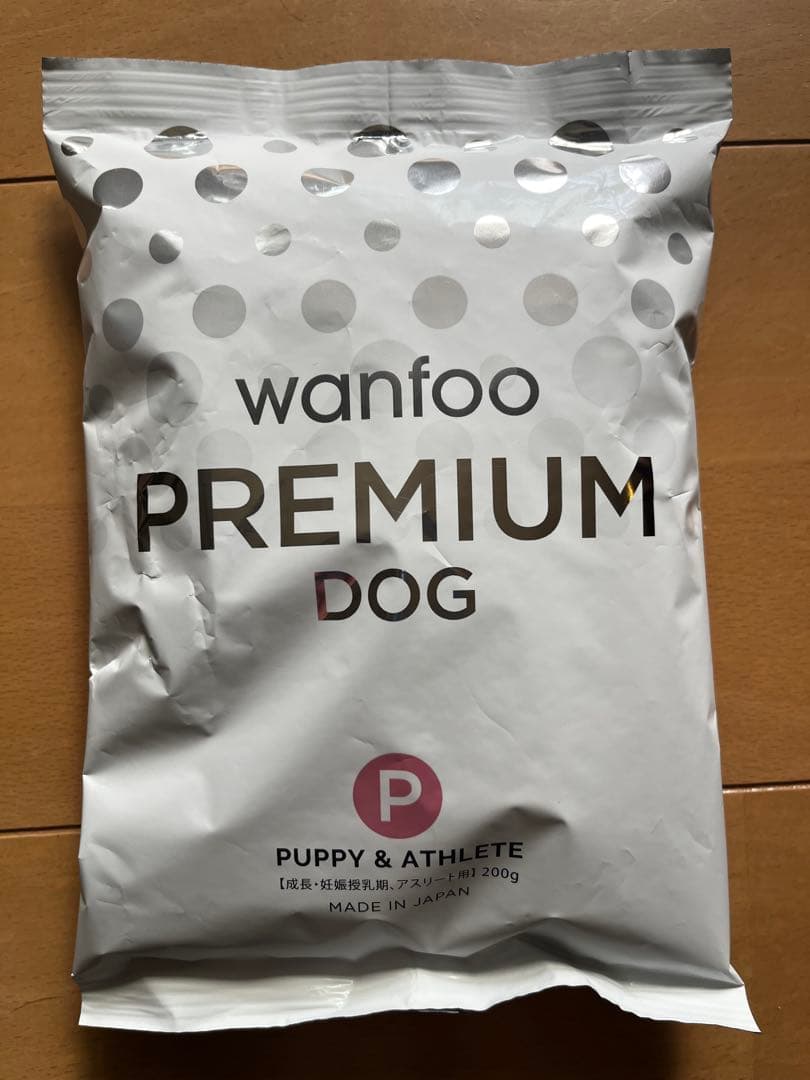 wanfoo
PREMIUM
DOG
P
PUPPY & ATHLETE
【成長・妊娠授乳期、アスリート用】 200g
MADE IN JAPAN